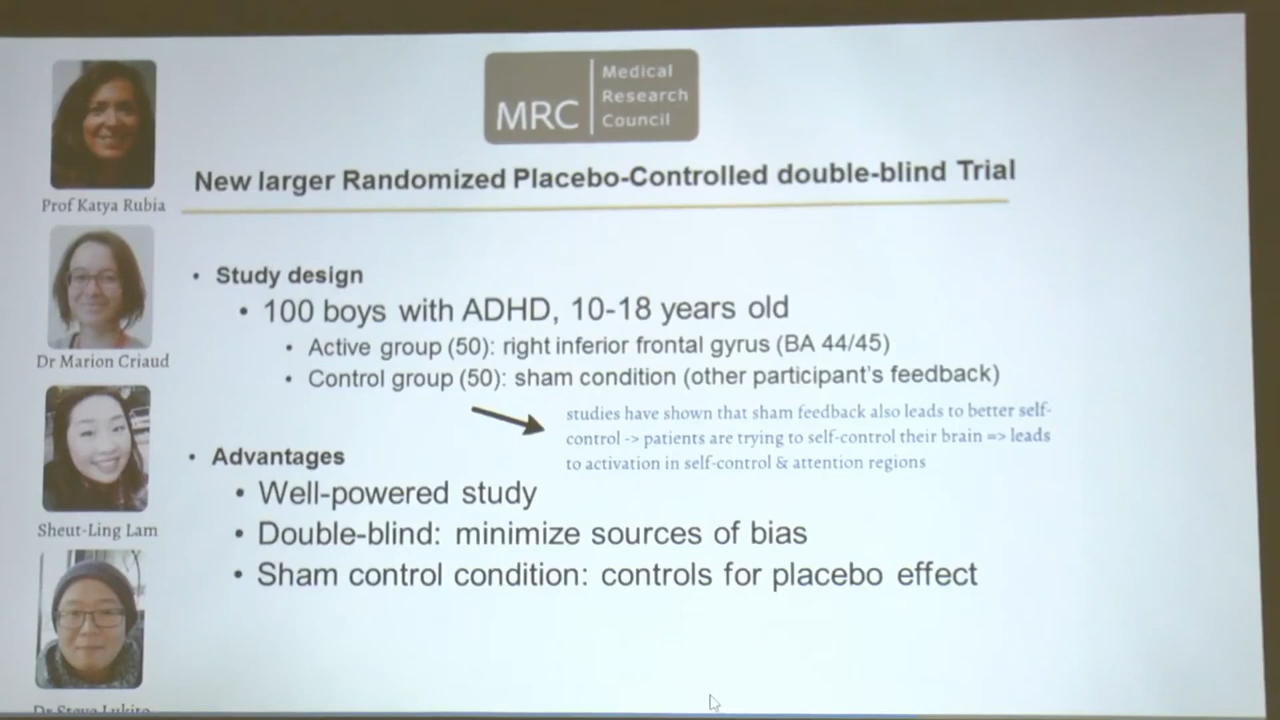 MRC
Medical
Research
Council
New larger Randomized Placebo-Controlled double-blind Trial
Prof Katya Rubia
Dr Marion Criaud
Sheut-Ling Lam
Dr Steve Lukito
• Study design
• 100 boys with ADHD, 10-18 years old
• Active group (50): right inferior frontal gyrus (BA 44/45)
• Control group (50): sham condition (other participant's feedback)
studies have shown that sham feedback also leads to better self-
control -> patients are trying to self-control their brain => leads
to activation in self-control & attention regions
• Advantages
• Well-powered study
• Double-blind: minimize sources of bias
• Sham control condition: controls for placebo effect